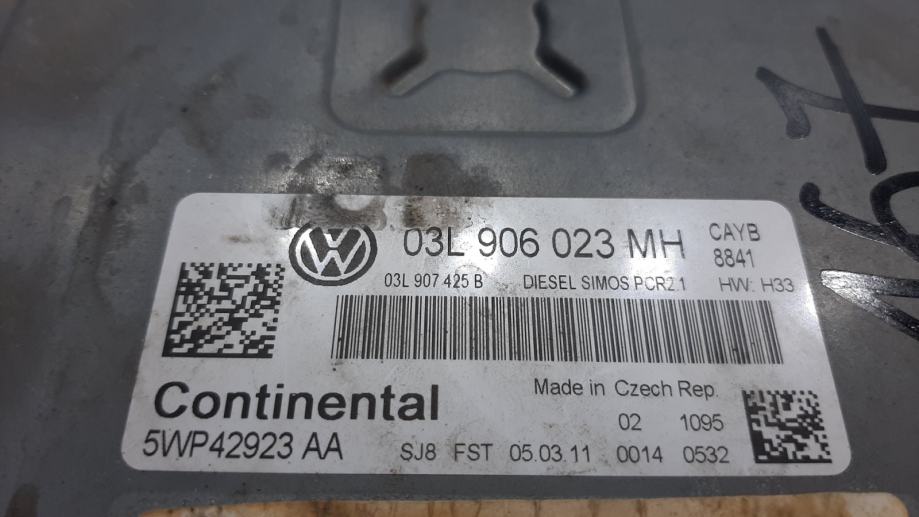 VW 03L 906 023 MH CAYB
8841
03L 907 425 B DIESEL SIMOS PCR2.1 HW: H33
Continental
Made in Czech Rep.
5WP42923 AA
02 1095
SJ8 FST 05.03.11 0014 0532